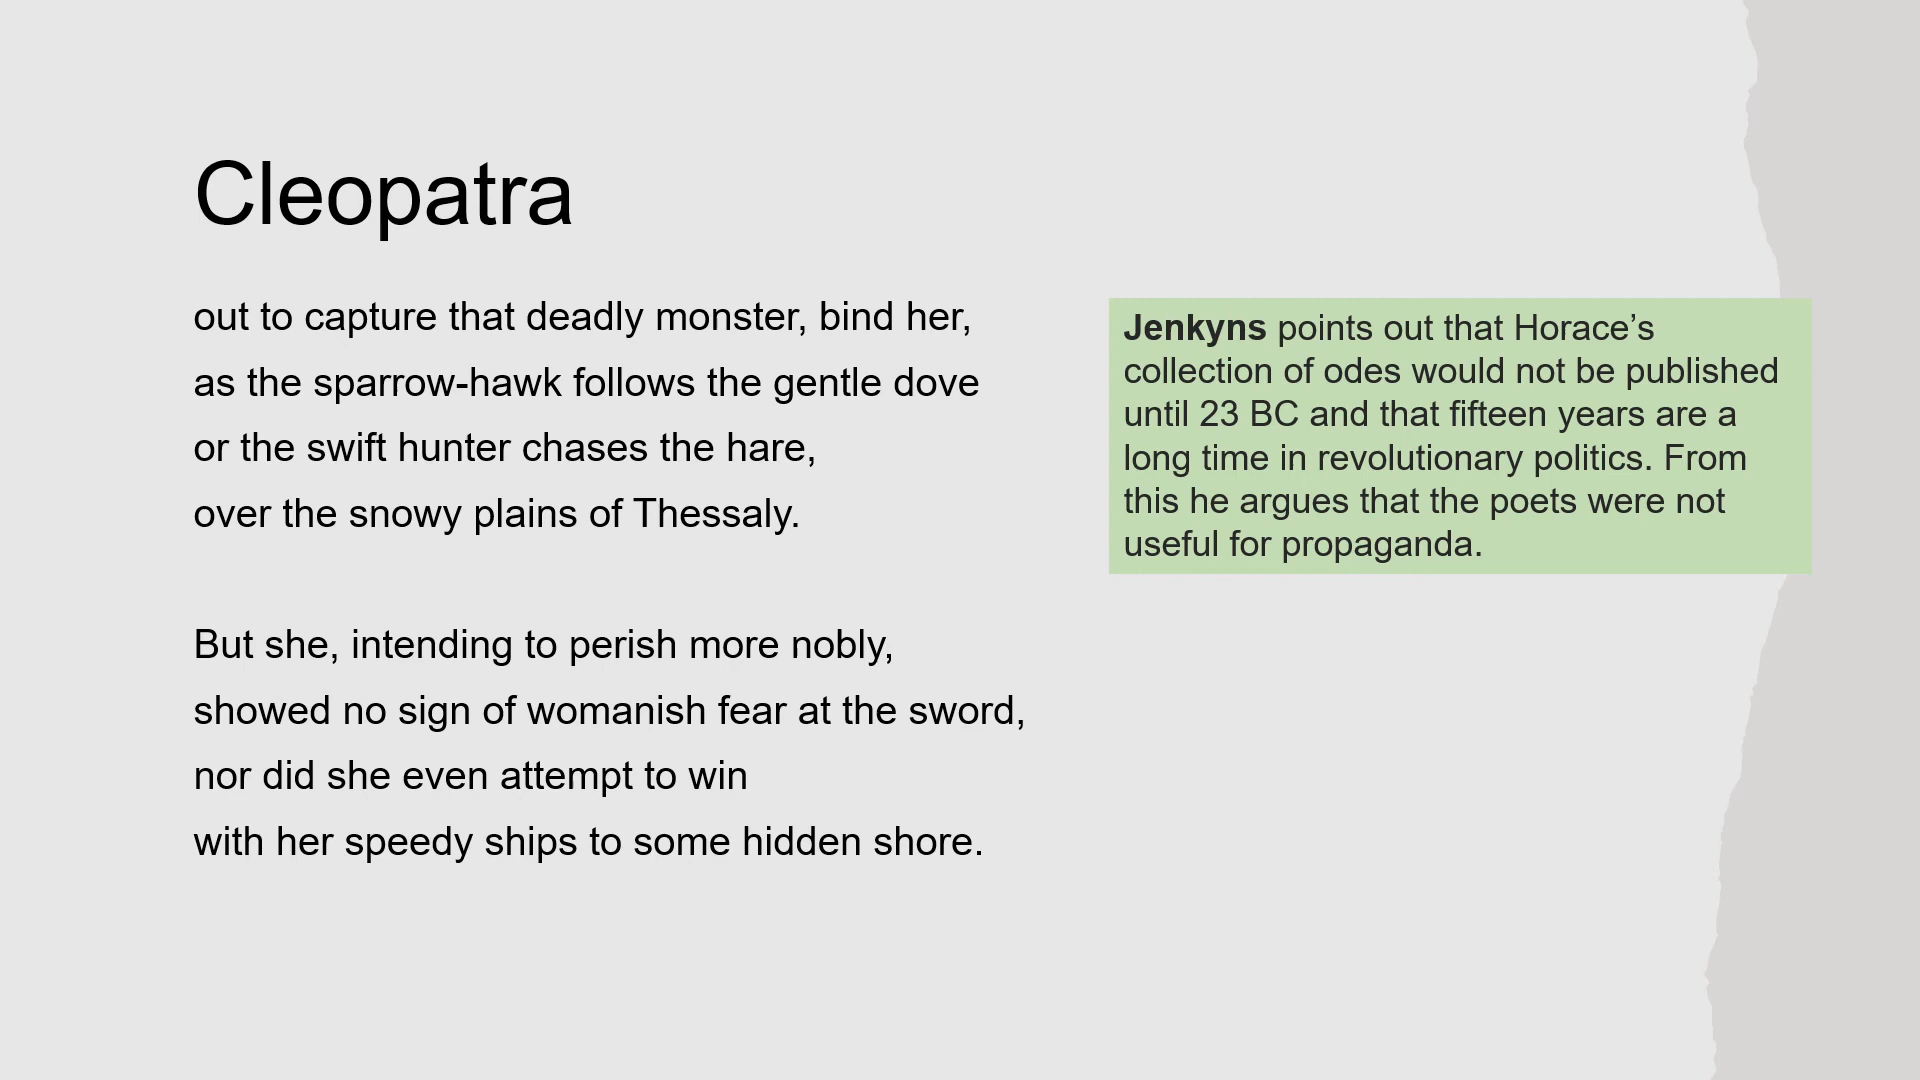 Cleopatra
out to capture that deadly monster, bind her,
as the sparrow-hawk follows the gentle dove
or the swift hunter chases the hare,
over the snowy plains of Thessaly.
But she, intending to perish more nobly,
showed no sign of womanish fear at the sword,
nor did she even attempt to win
with her speedy ships to some hidden shore.
Jenkyns points out that Horace’s
collection of odes would not be published
until 23 BC and that fifteen years are a
long time in revolutionary politics. From
this he argues that the poets were not
useful for propaganda.